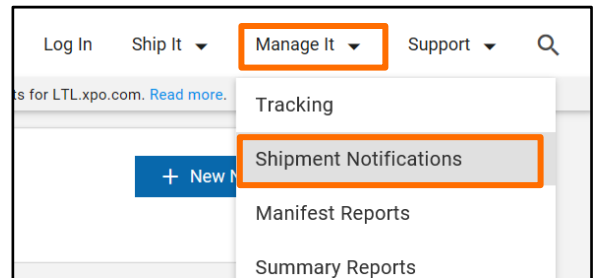 Log In Ship It Manage It Support
ts for LTL.xpo.com. Read more.
Tracking
Shipment Notifications
+ New
Manifest Reports
Summary Reports